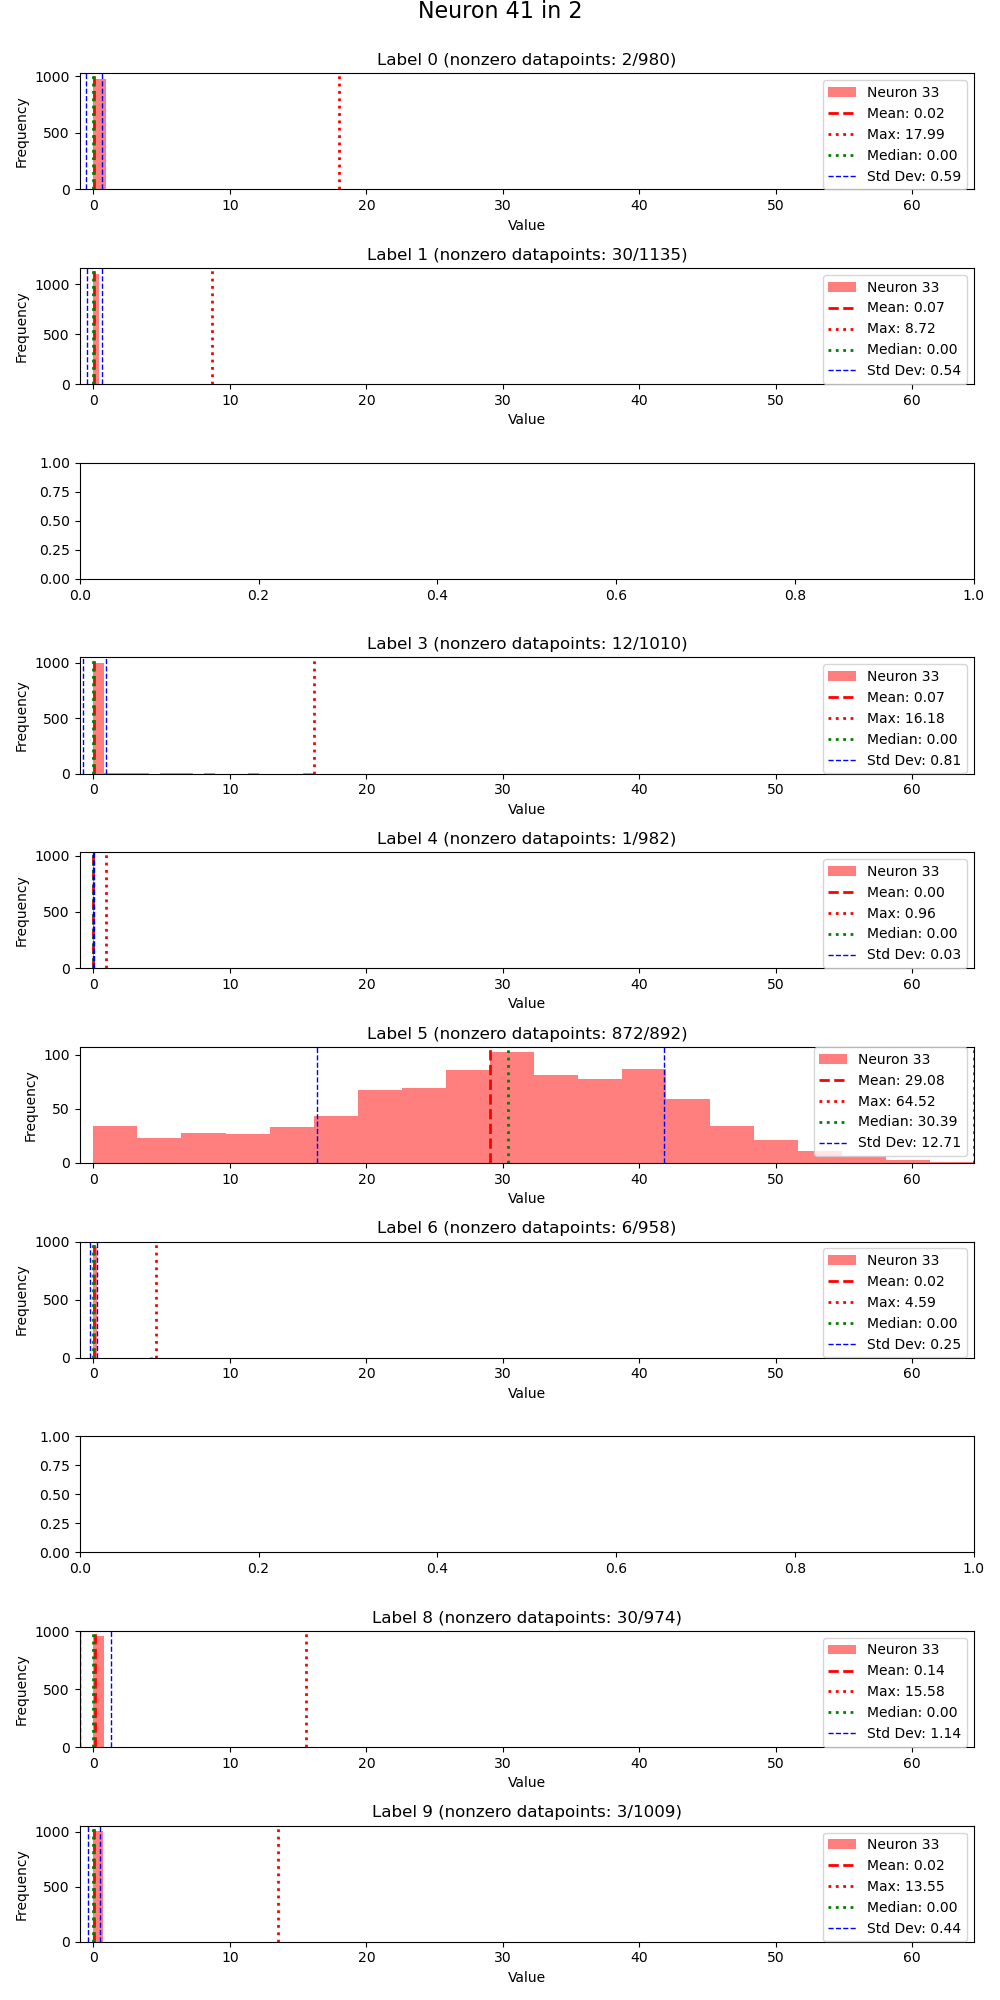 Neuron 41 in 2
Label 0 (nonzero datapoints: 2/980)
Frequency
1000
500
0
Neuron 33
Mean: 0.02
Max: 17.99
Median: 0.00
Std Dev: 0.59
0 10 20 30 40 50 60
Value
Label 1 (nonzero datapoints: 30/1135)
Frequency
1000
500
0
Neuron 33
Mean: 0.07
Max: 8.72
Median: 0.00
Std Dev: 0.54
0 10 20 30 40 50 60
Value
1.00
0.75
0.50
0.25
0.00
0.0 0.2 0.4 0.6 0.8 1.0
Label 3 (nonzero datapoints: 12/1010)
Frequency
1000
500
0
Neuron 33
Mean: 0.07
Max: 16.18
Median: 0.00
Std Dev: 0.81
0 10 20 30 40 50 60
Value
Label 4 (nonzero datapoints: 1/982)
Frequency
1000
500
0
Neuron 33
Mean: 0.00
Max: 0.96
Median: 0.00
Std Dev: 0.03
0 10 20 30 40 50 60
Value
Label 5 (nonzero datapoints: 872/892)
Frequency
100
50
0
Neuron 33
Mean: 29.08
Max: 64.52
Median: 30.39
Std Dev: 12.71
0 10 20 30 40 50 60
Value
Label 6 (nonzero datapoints: 6/958)
Frequency
1000
500
0
Neuron 33
Mean: 0.02
Max: 4.59
Median: 0.00
Std Dev: 0.25
0 10 20 30 40 50 60
Value
1.00
0.75
0.50
0.25
0.00
0.0 0.2 0.4 0.6 0.8 1.0
Label 8 (nonzero datapoints: 30/974)
Frequency
1000
500
0
Neuron 33
Mean: 0.14
Max: 15.58
Median: 0.00
Std Dev: 1.14
0 10 20 30 40 50 60
Value
Label 9 (nonzero datapoints: 3/1009)
Frequency
1000
500
0
Neuron 33
Mean: 0.02
Max: 13.55
Median: 0.00
Std Dev: 0.44
0 10 20 30 40 50 60
Value